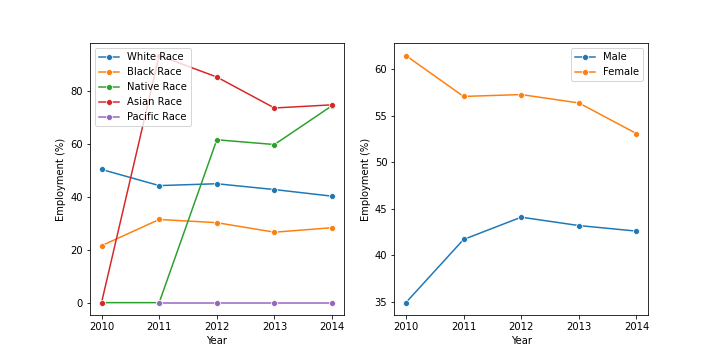 White Race
Black Race
Native Race
Asian Race
Pacific Race
Employment (%)
80
60
40
20
0
2010 2011 2012 2013 2014
Year
Male
Female
Employment (%)
60
55
50
45
40
35
2010 2011 2012 2013 2014
Year